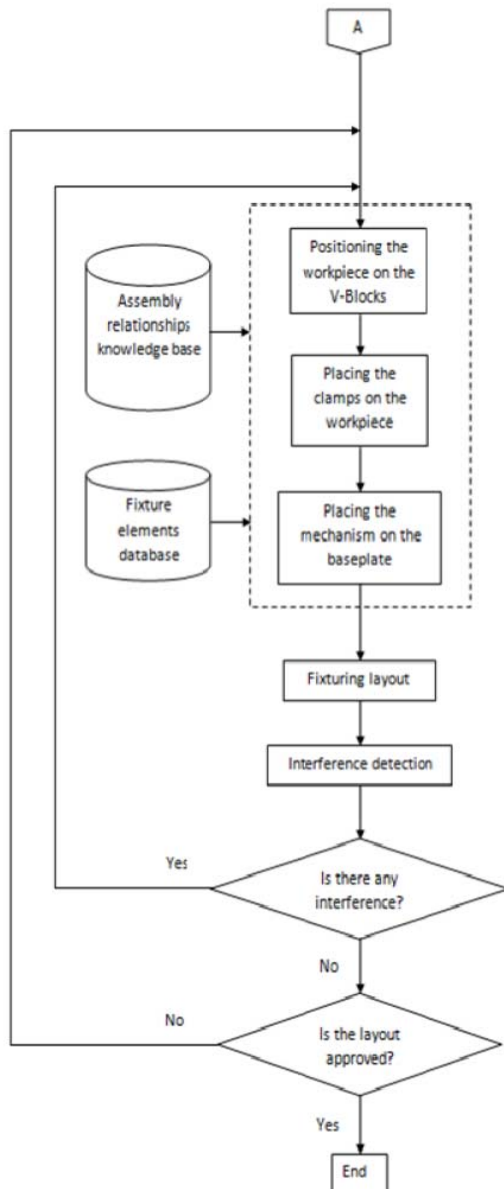 A
Positioning the
workpiece on the
V-Blocks
Assembly
relationships
knowledge base
Placing the
clamps on the
workpiece
Fixture
elements
database
Placing the
mechanism on the
baseplate
Fixturing layout
Interference detection
Yes
Is there any
interference?
No
No
Is the layout
approved?
Yes
End